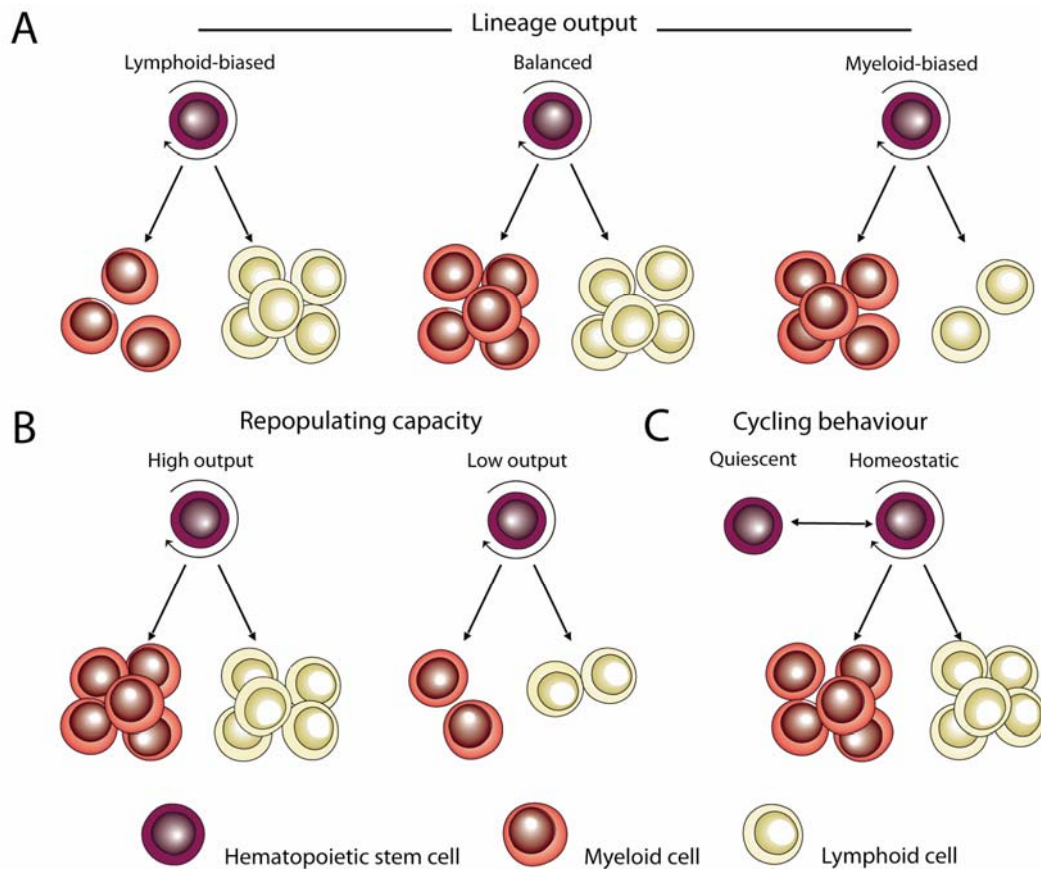 A
Lineage output
Lymphoid-biased
Balanced
Myeloid-biased
B
Repopulating capacity
High output
Low output
C
Cycling behaviour
Quiescent
Homeostatic
Hematopoietic stem cell
Myeloid cell
Lymphoid cell